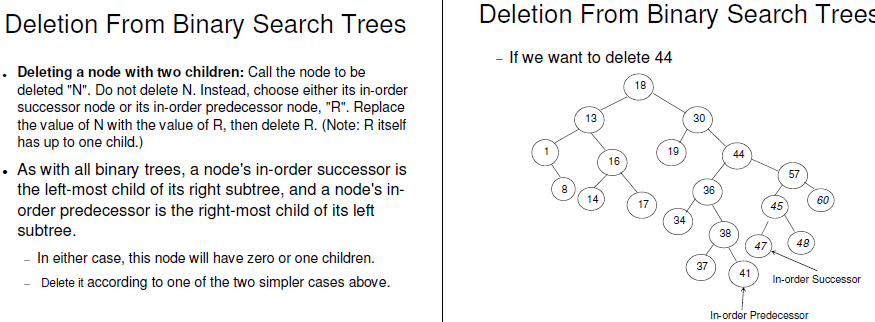 Deletion From Binary Search Trees
• Deleting a node with two children: Call the node to be
deleted "N". Do not delete N. Instead, choose either its in-order
successor node or its in-order predecessor node, "R". Replace
the value of N with the value of R, then delete R. (Note: R itself
has up to one child.)
• As with all binary trees, a node's in-order successor is
the left-most child of its right subtree, and a node's in-
order predecessor is the right-most child of its left
subtree.
– In either case, this node will have zero or one children.
– Delete it according to one of the two simpler cases above.
Deletion From Binary Search Trees
– If we want to delete 44
18
13
30
1
16
19
44
8
14
17
36
57
34
38
45
60
37
41
47
48
In-order Successor
In-order Predecessor